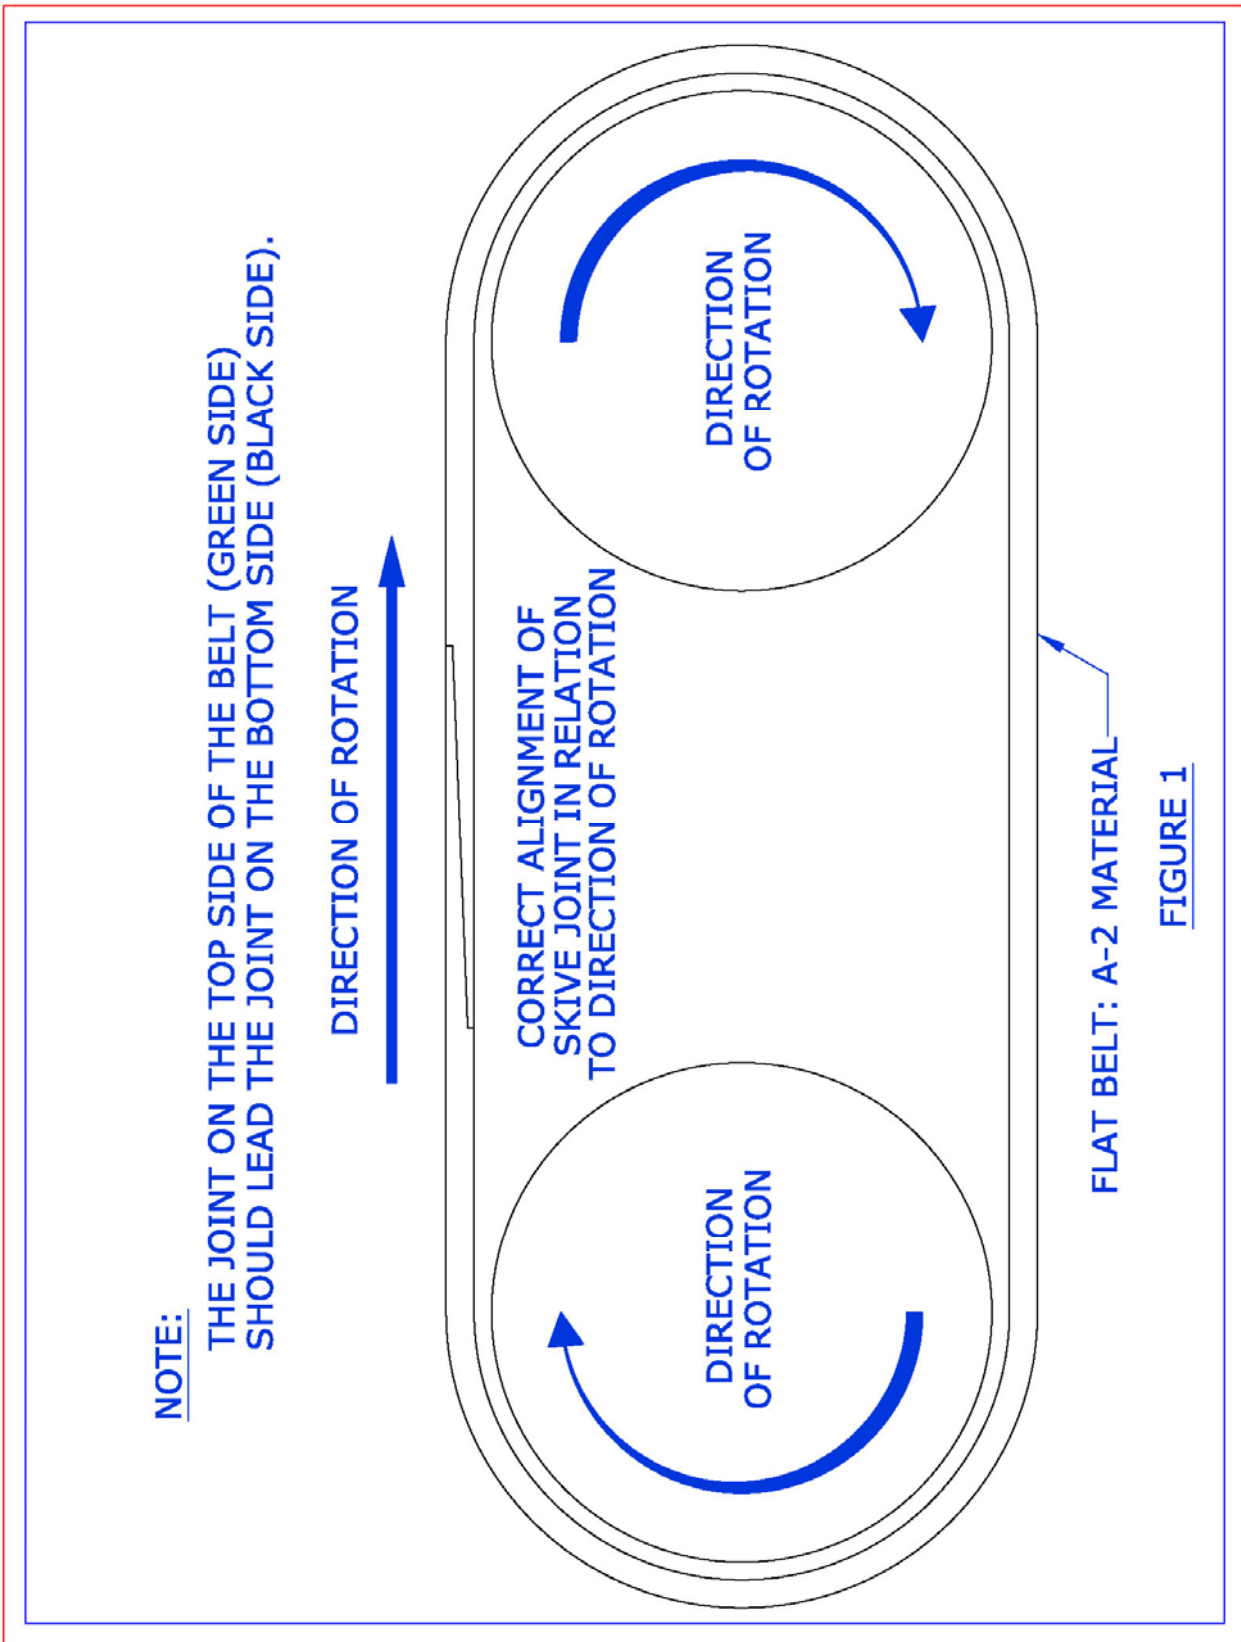 NOTE:
THE JOINT ON THE TOP SIDE OF THE BELT (GREEN SIDE)
SHOULD LEAD THE JOINT ON THE BOTTOM SIDE (BLACK SIDE).
DIRECTION OF ROTATION
CORRECT ALIGNMENT OF
SKIVE JOINT IN RELATION
TO DIRECTION OF ROTATION
DIRECTION
OF ROTATION
DIRECTION
OF ROTATION
FLAT BELT: A-2 MATERIAL
FIGURE 1